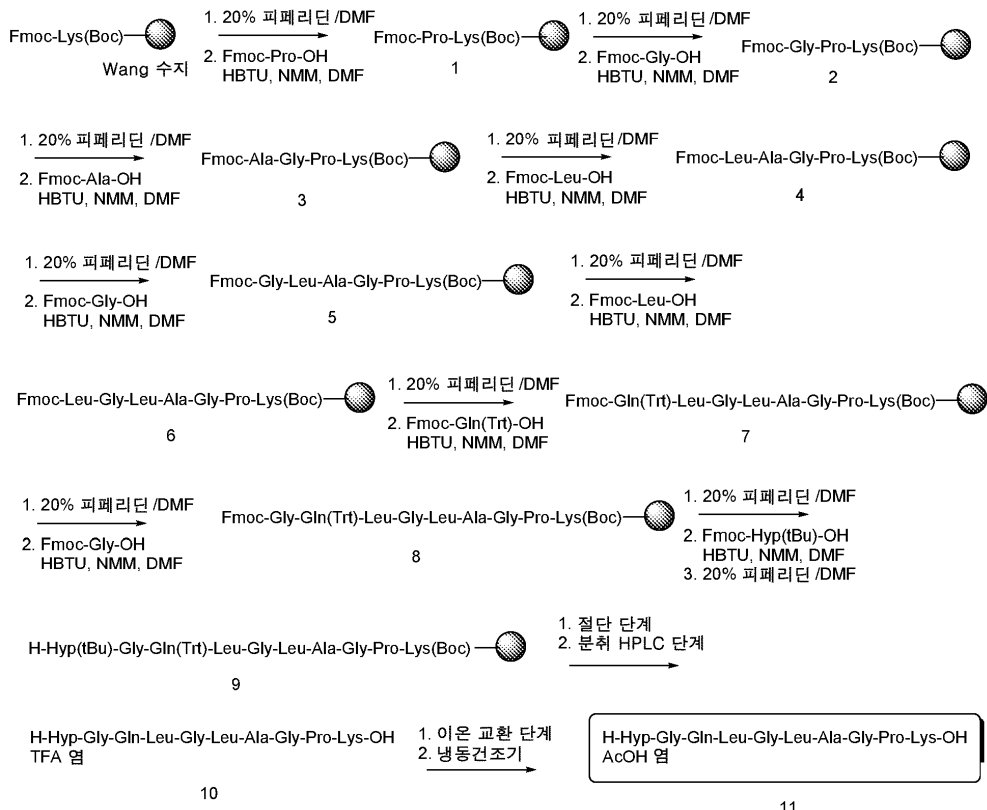 Fmoc-Lys(Boc)
Wang 수지
1. 20% 피페리딘 /DMF
2. Fmoc-Pro-OH
HBTU, NMM, DMF
Fmoc-Pro-Lys(Boc)
1
1. 20% 피페리딘 /DMF
2. Fmoc-Gly-OH
HBTU, NMM, DMF
Fmoc-Gly-Pro-Lys(Boc)
2
1. 20% 피페리딘 /DMF
2. Fmoc-Ala-OH
HBTU, NMM, DMF
Fmoc-Ala-Gly-Pro-Lys(Boc)
3
1. 20% 피페리딘 /DMF
2. Fmoc-Leu-OH
HBTU, NMM, DMF
Fmoc-Leu-Ala-Gly-Pro-Lys(Boc)
4
1. 20% 피페리딘 /DMF
2. Fmoc-Gly-OH
HBTU, NMM, DMF
Fmoc-Gly-Leu-Ala-Gly-Pro-Lys(Boc)
5
1. 20% 피페리딘 /DMF
2. Fmoc-Leu-OH
HBTU, NMM, DMF
Fmoc-Leu-Gly-Leu-Ala-Gly-Pro-Lys(Boc)
6
1. 20% 피페리딘 /DMF
2. Fmoc-Gln(Trt)-OH
HBTU, NMM, DMF
Fmoc-Gln(Trt)-Leu-Gly-Leu-Ala-Gly-Pro-Lys(Boc)
7
1. 20% 피페리딘 /DMF
2. Fmoc-Gly-OH
HBTU, NMM, DMF
Fmoc-Gly-Gln(Trt)-Leu-Gly-Leu-Ala-Gly-Pro-Lys(Boc)
8
1. 20% 피페리딘 /DMF
2. Fmoc-Hyp(tBu)-OH
HBTU, NMM, DMF
3. 20% 피페리딘 /DMF
H-Hyp(tBu)-Gly-Gln(Trt)-Leu-Gly-Leu-Ala-Gly-Pro-Lys(Boc)
9
1. 절단 단계
2. 분취 HPLC 단계
H-Hyp-Gly-Gln-Leu-Gly-Leu-Ala-Gly-Pro-Lys-OH
TFA 염
10
1. 이온 교환 단계
2. 냉동건조기
H-Hyp-Gly-Gln-Leu-Gly-Leu-Ala-Gly-Pro-Lys-OH
AcOH 염
11